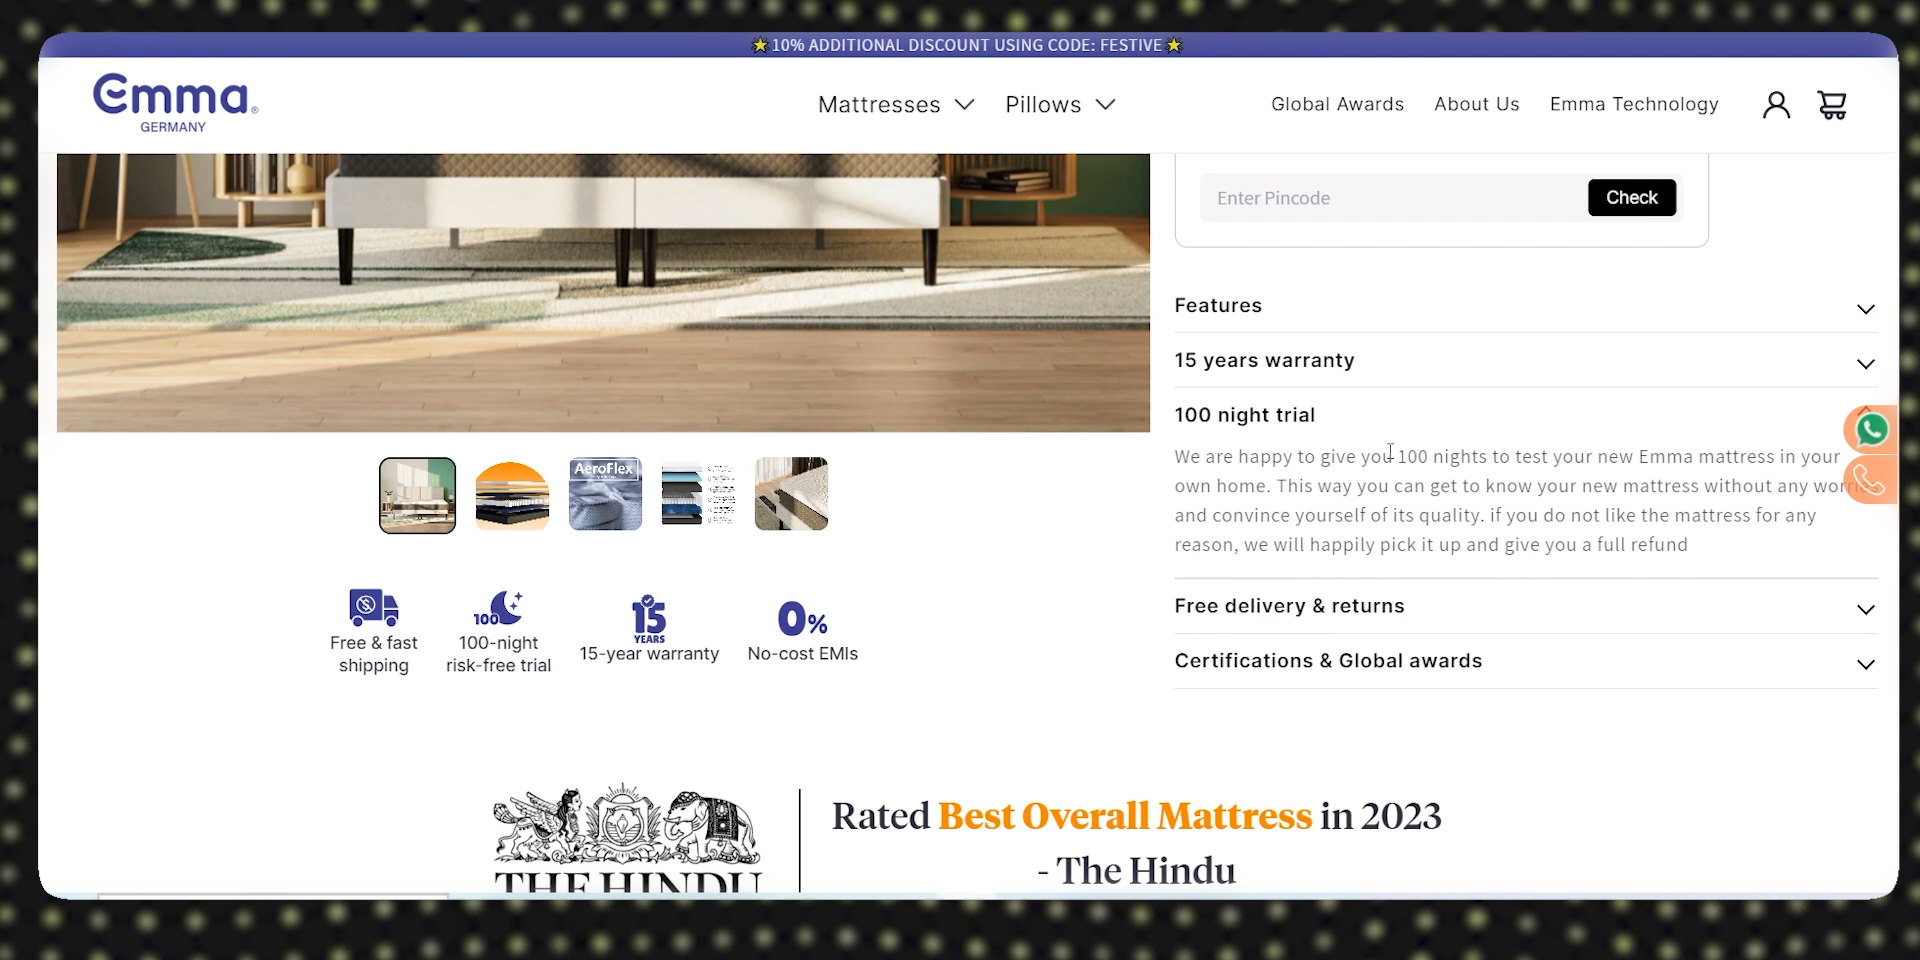 10% ADDITIONAL DISCOUNT USING CODE: FESTIVE
Emma®
GERMANY
Mattresses
Pillows
Global Awards
About Us
Emma Technology
Enter Pincode
Check
Features
15 years warranty
100 night trial
We are happy to give you 100 nights to test your new Emma mattress in your
own home. This way you can get to know your new mattress without any worries
and convince yourself of its quality. if you do not like the mattress for any
reason, we will happily pick it up and give you a full refund
Free delivery & returns
Certifications & Global awards
AeroFlex
Free & fast
shipping
100
100-night
risk-free trial
15
YEARS
15-year warranty
0%
No-cost EMIs
THE HINDU
Rated Best Overall Mattress in 2023
- The Hindu